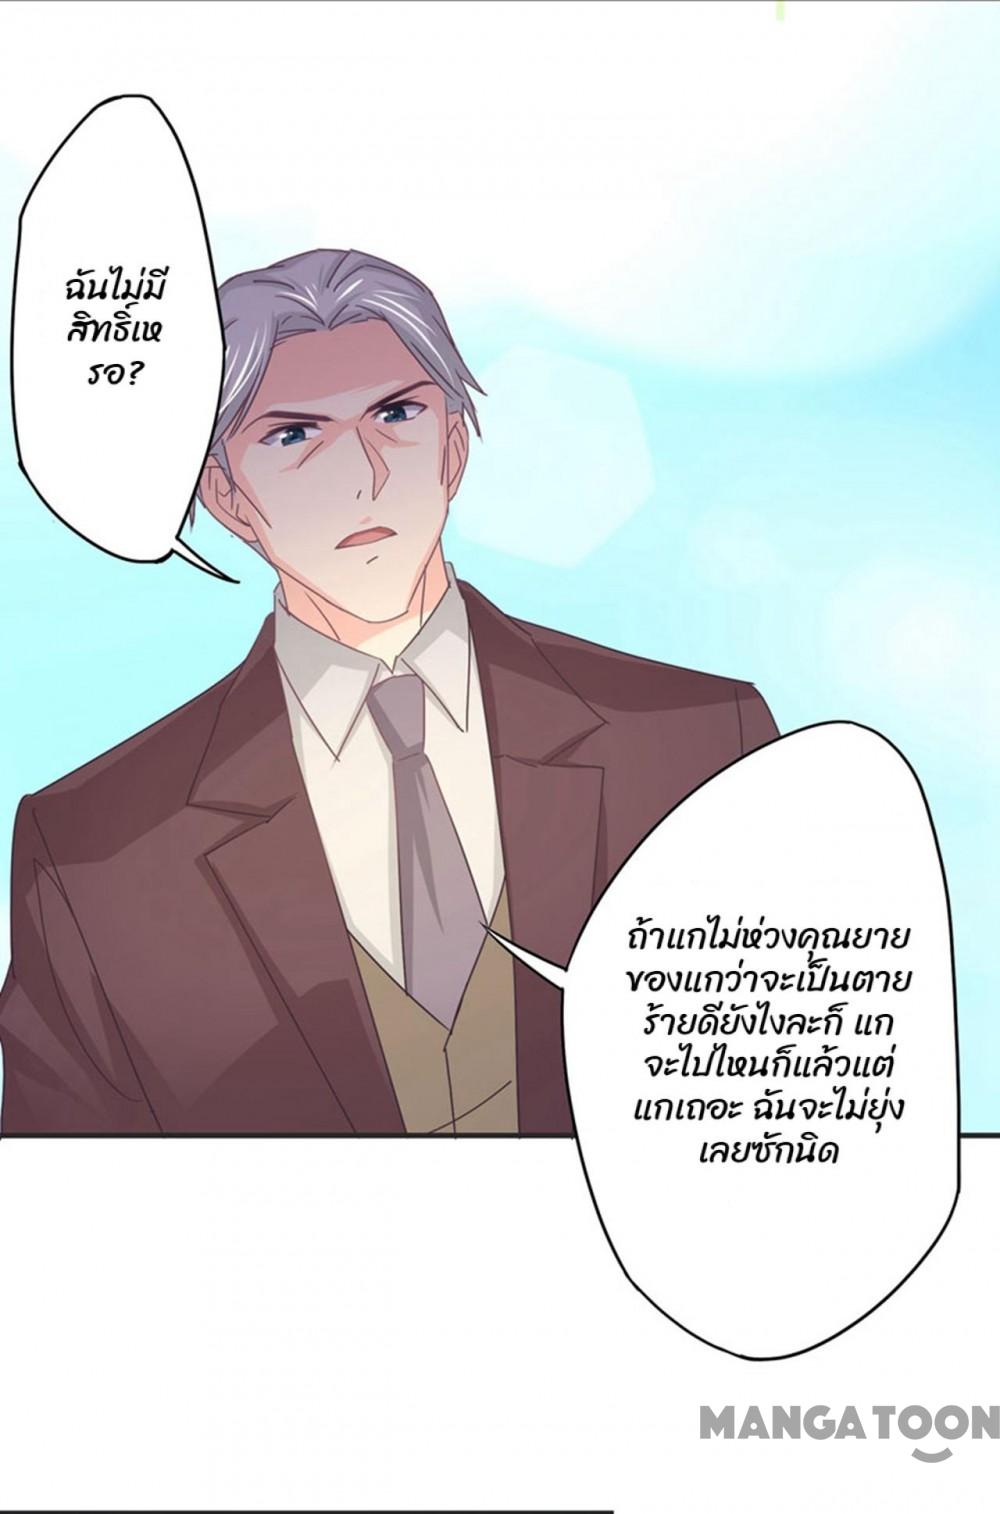 ฉันไม่มี
สิทธิ์เห
รอ?
ถ้าแกไม่ห่วงคุณยาย
ของแกว่าจะเป็นตาย
ร้ายดียังไงละก็ แก
จะไปไหนก็แล้วแต่
แกเถอะ ฉันจะไม่ยุ่ง
เลยซักนิด
MANGATOON